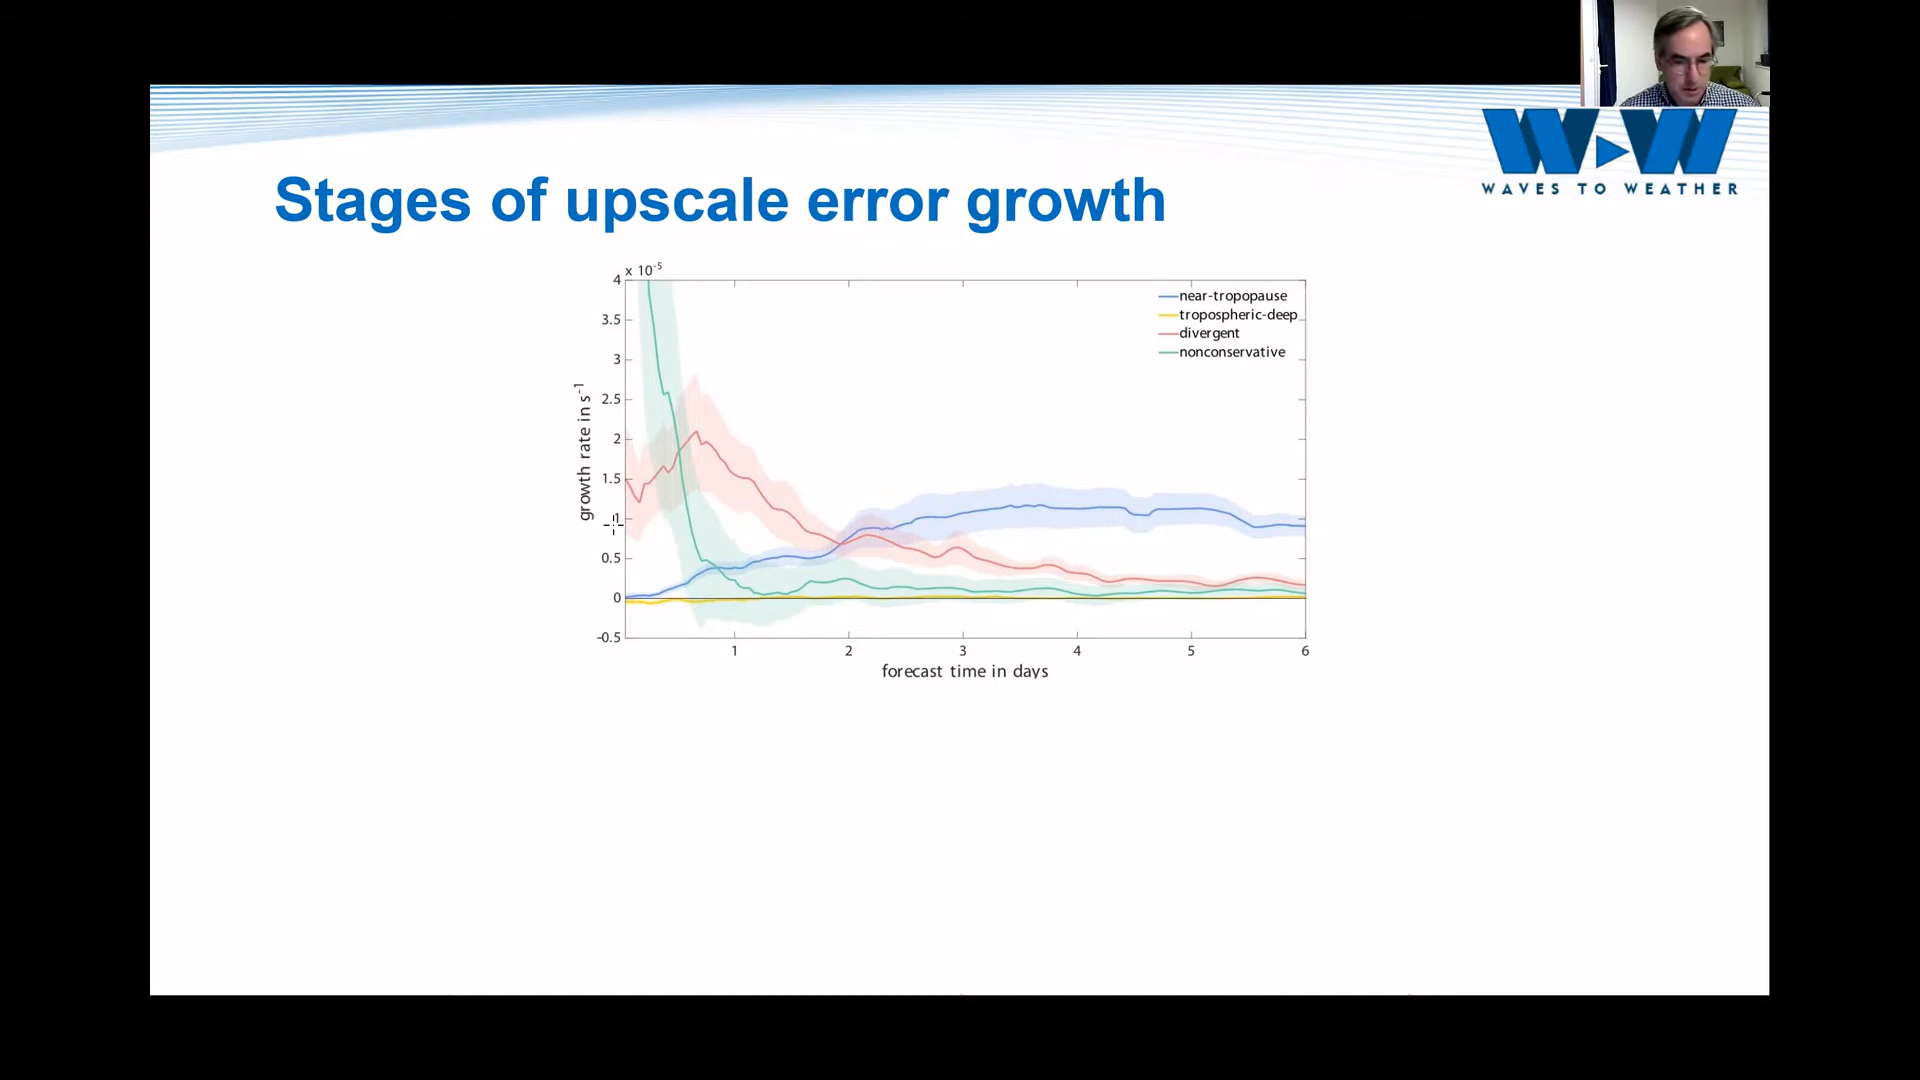 WAVES TO WEATHER
Stages of upscale error growth
x 10-5
4
3.5
3
2.5
2
1.5
1
0.5
0
-0.5
growth rate in s-1
near-tropopause
tropospheric-deep
divergent
nonconservative
1 2 3 4 5 6
forecast time in days